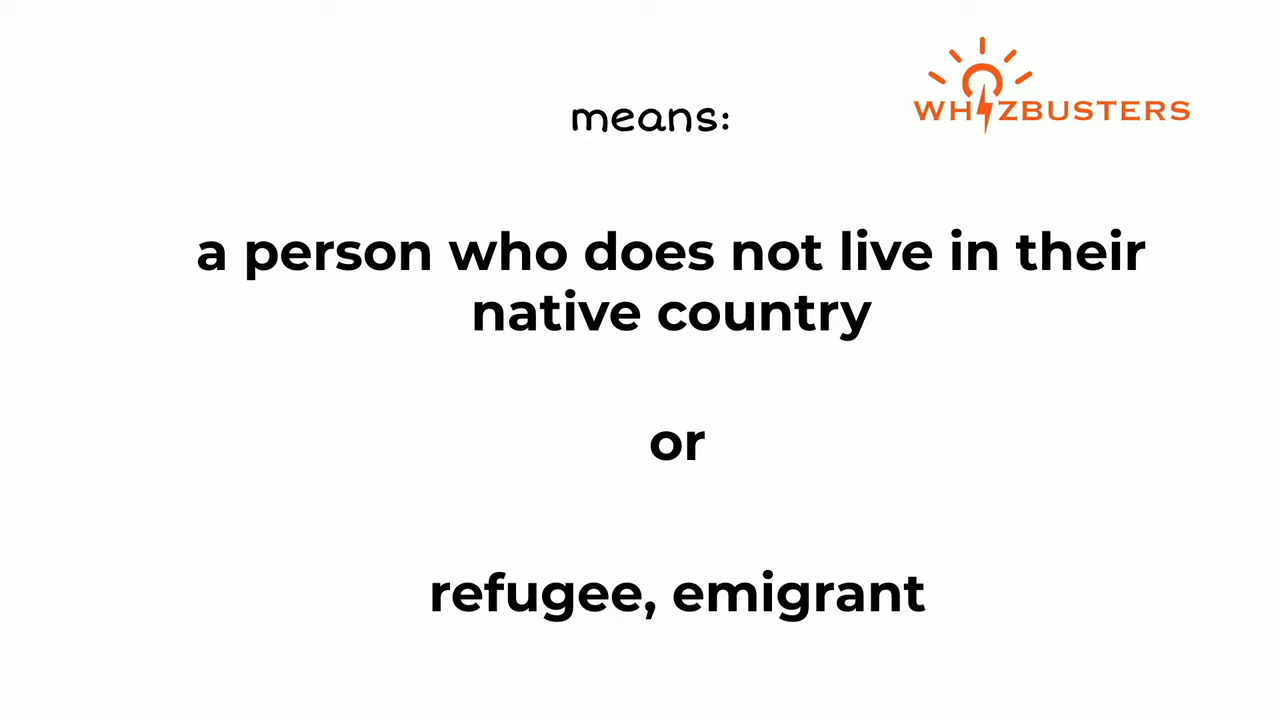 WHIZBUSTERS
means:
a person who does not live in their
native country
or
refugee, emigrant